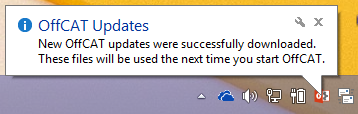 OffCAT Updates
New OffCAT updates were successfully downloaded.
These files will be used the next time you start OffCAT.